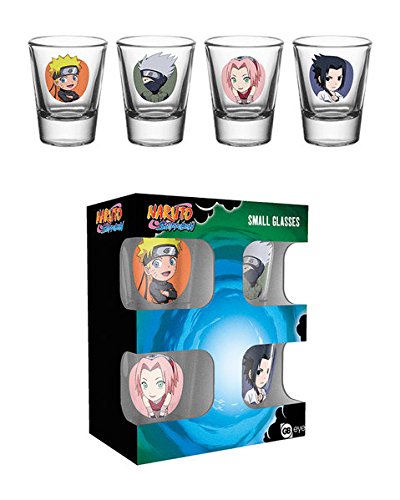 NARUTO
SHIPPUDEN
NARUTO
SHIPPUDEN
SMALL GLASSES
GB eye